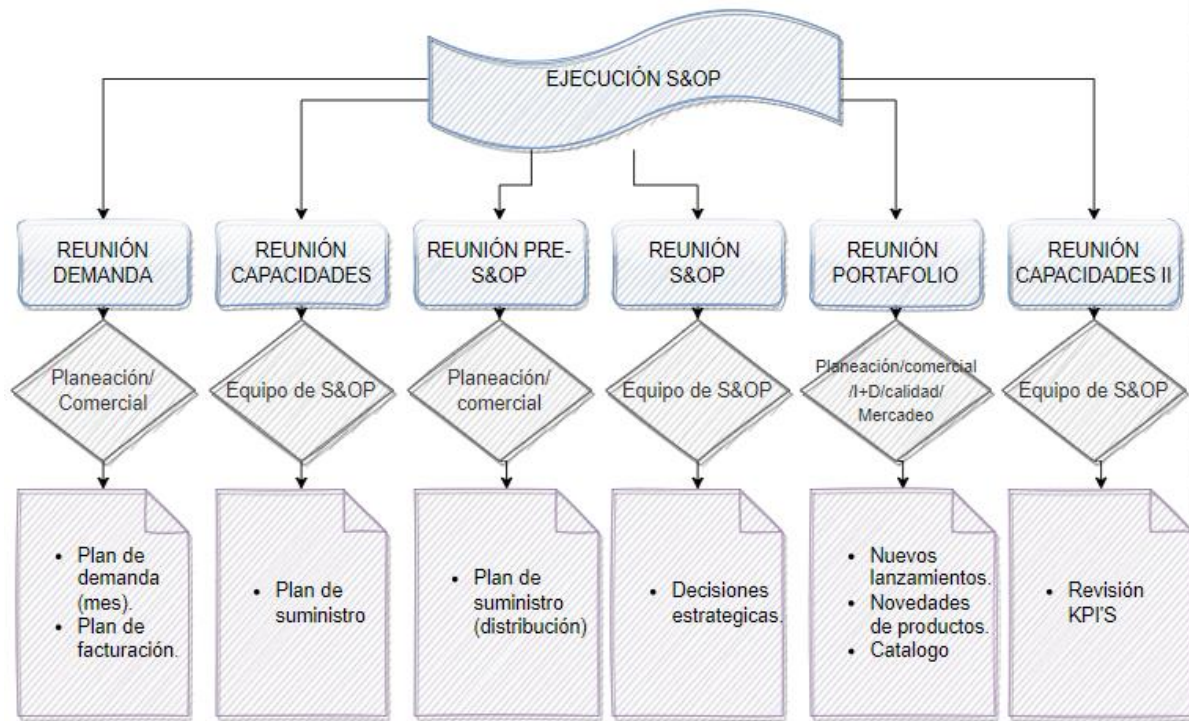 EJECUCIÓN S&OP
REUNIÓN
DEMANDA
REUNIÓN
CAPACIDADES
REUNIÓN PRE-
S&OP
REUNIÓN
S&OP
REUNIÓN
PORTAFOLIO
REUNIÓN
CAPACIDADES II
Planeación/
Comercial
Equipo de S&OP
Planeación/
comercial
Equipo de S&OP
Planeación/comercial
/I+D/calidad/
Mercadeo
Equipo de S&OP
• Plan de
demanda
(mes).
• Plan de
facturación.
• Plan de
suministro
• Plan de
suministro
(distribución)
• Decisiones
estrategicas.
• Nuevos
lanzamientos.
• Novedades
de productos.
• Catalogo
• Revisión
KPI'S